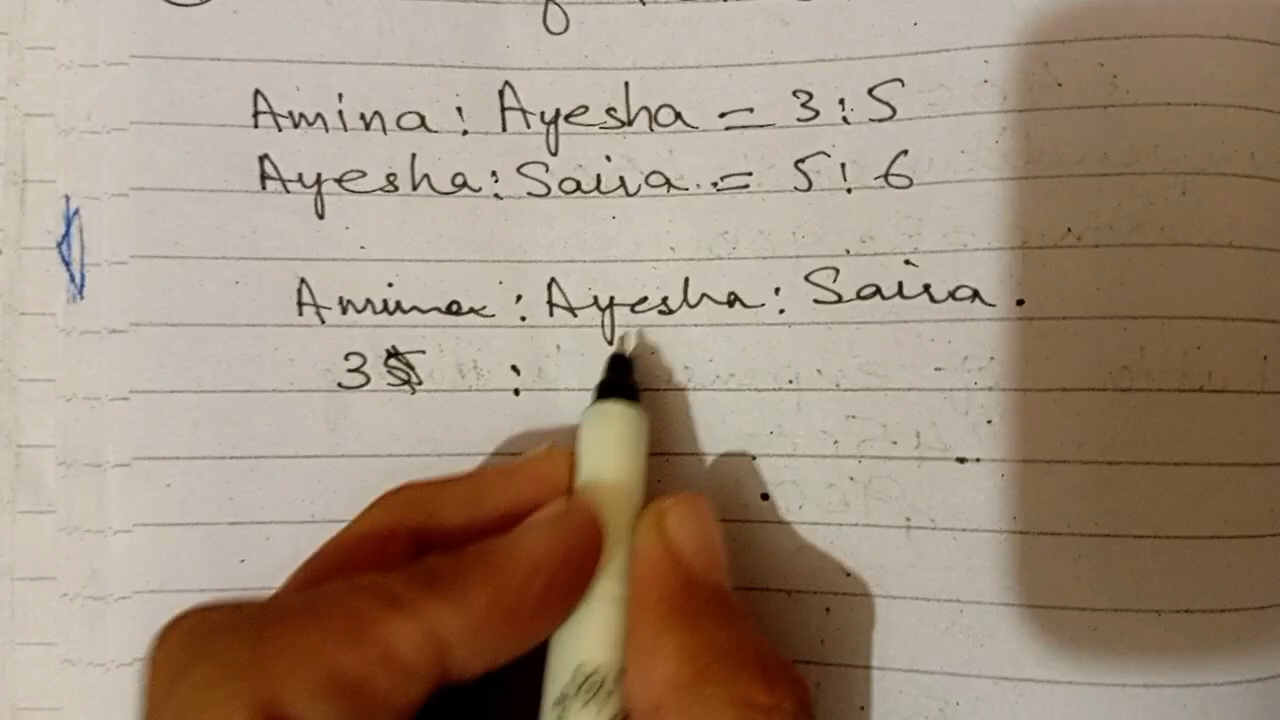 Amina : Ayesha = 3 : 5
Ayesha : Saira = 5 : 6
Amina : Ayesha : Saira .
3 :